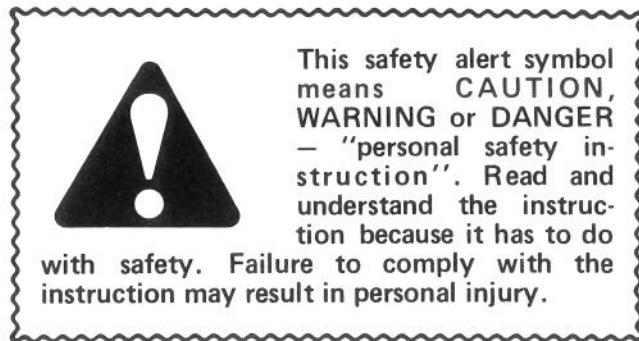 This safety alert symbol
means CAUTION,
WARNING or DANGER
— "personal safety in-
struction". Read and
understand the instruc-
tion because it has to do
with safety. Failure to comply with the
instruction may result in personal injury.